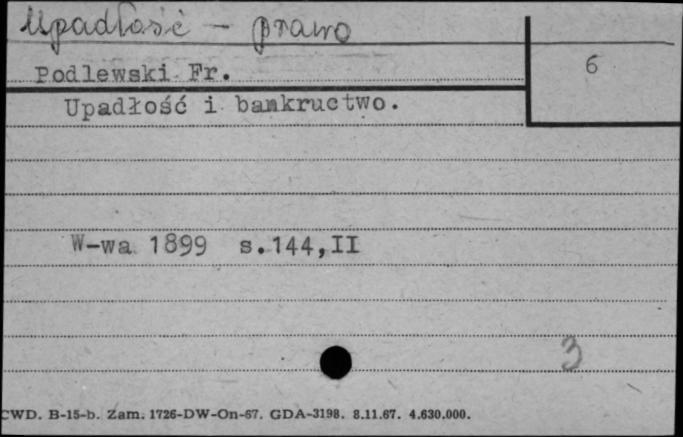 Upadłość - prawo
Podlewski Fr.
6
Upadłość i bankructwo.
W-wa 1899 s.144,II
3
CWD. B-15-b. Zam. 1726-DW-On-67. GDA-3198. 8.11.67. 4.630.000.